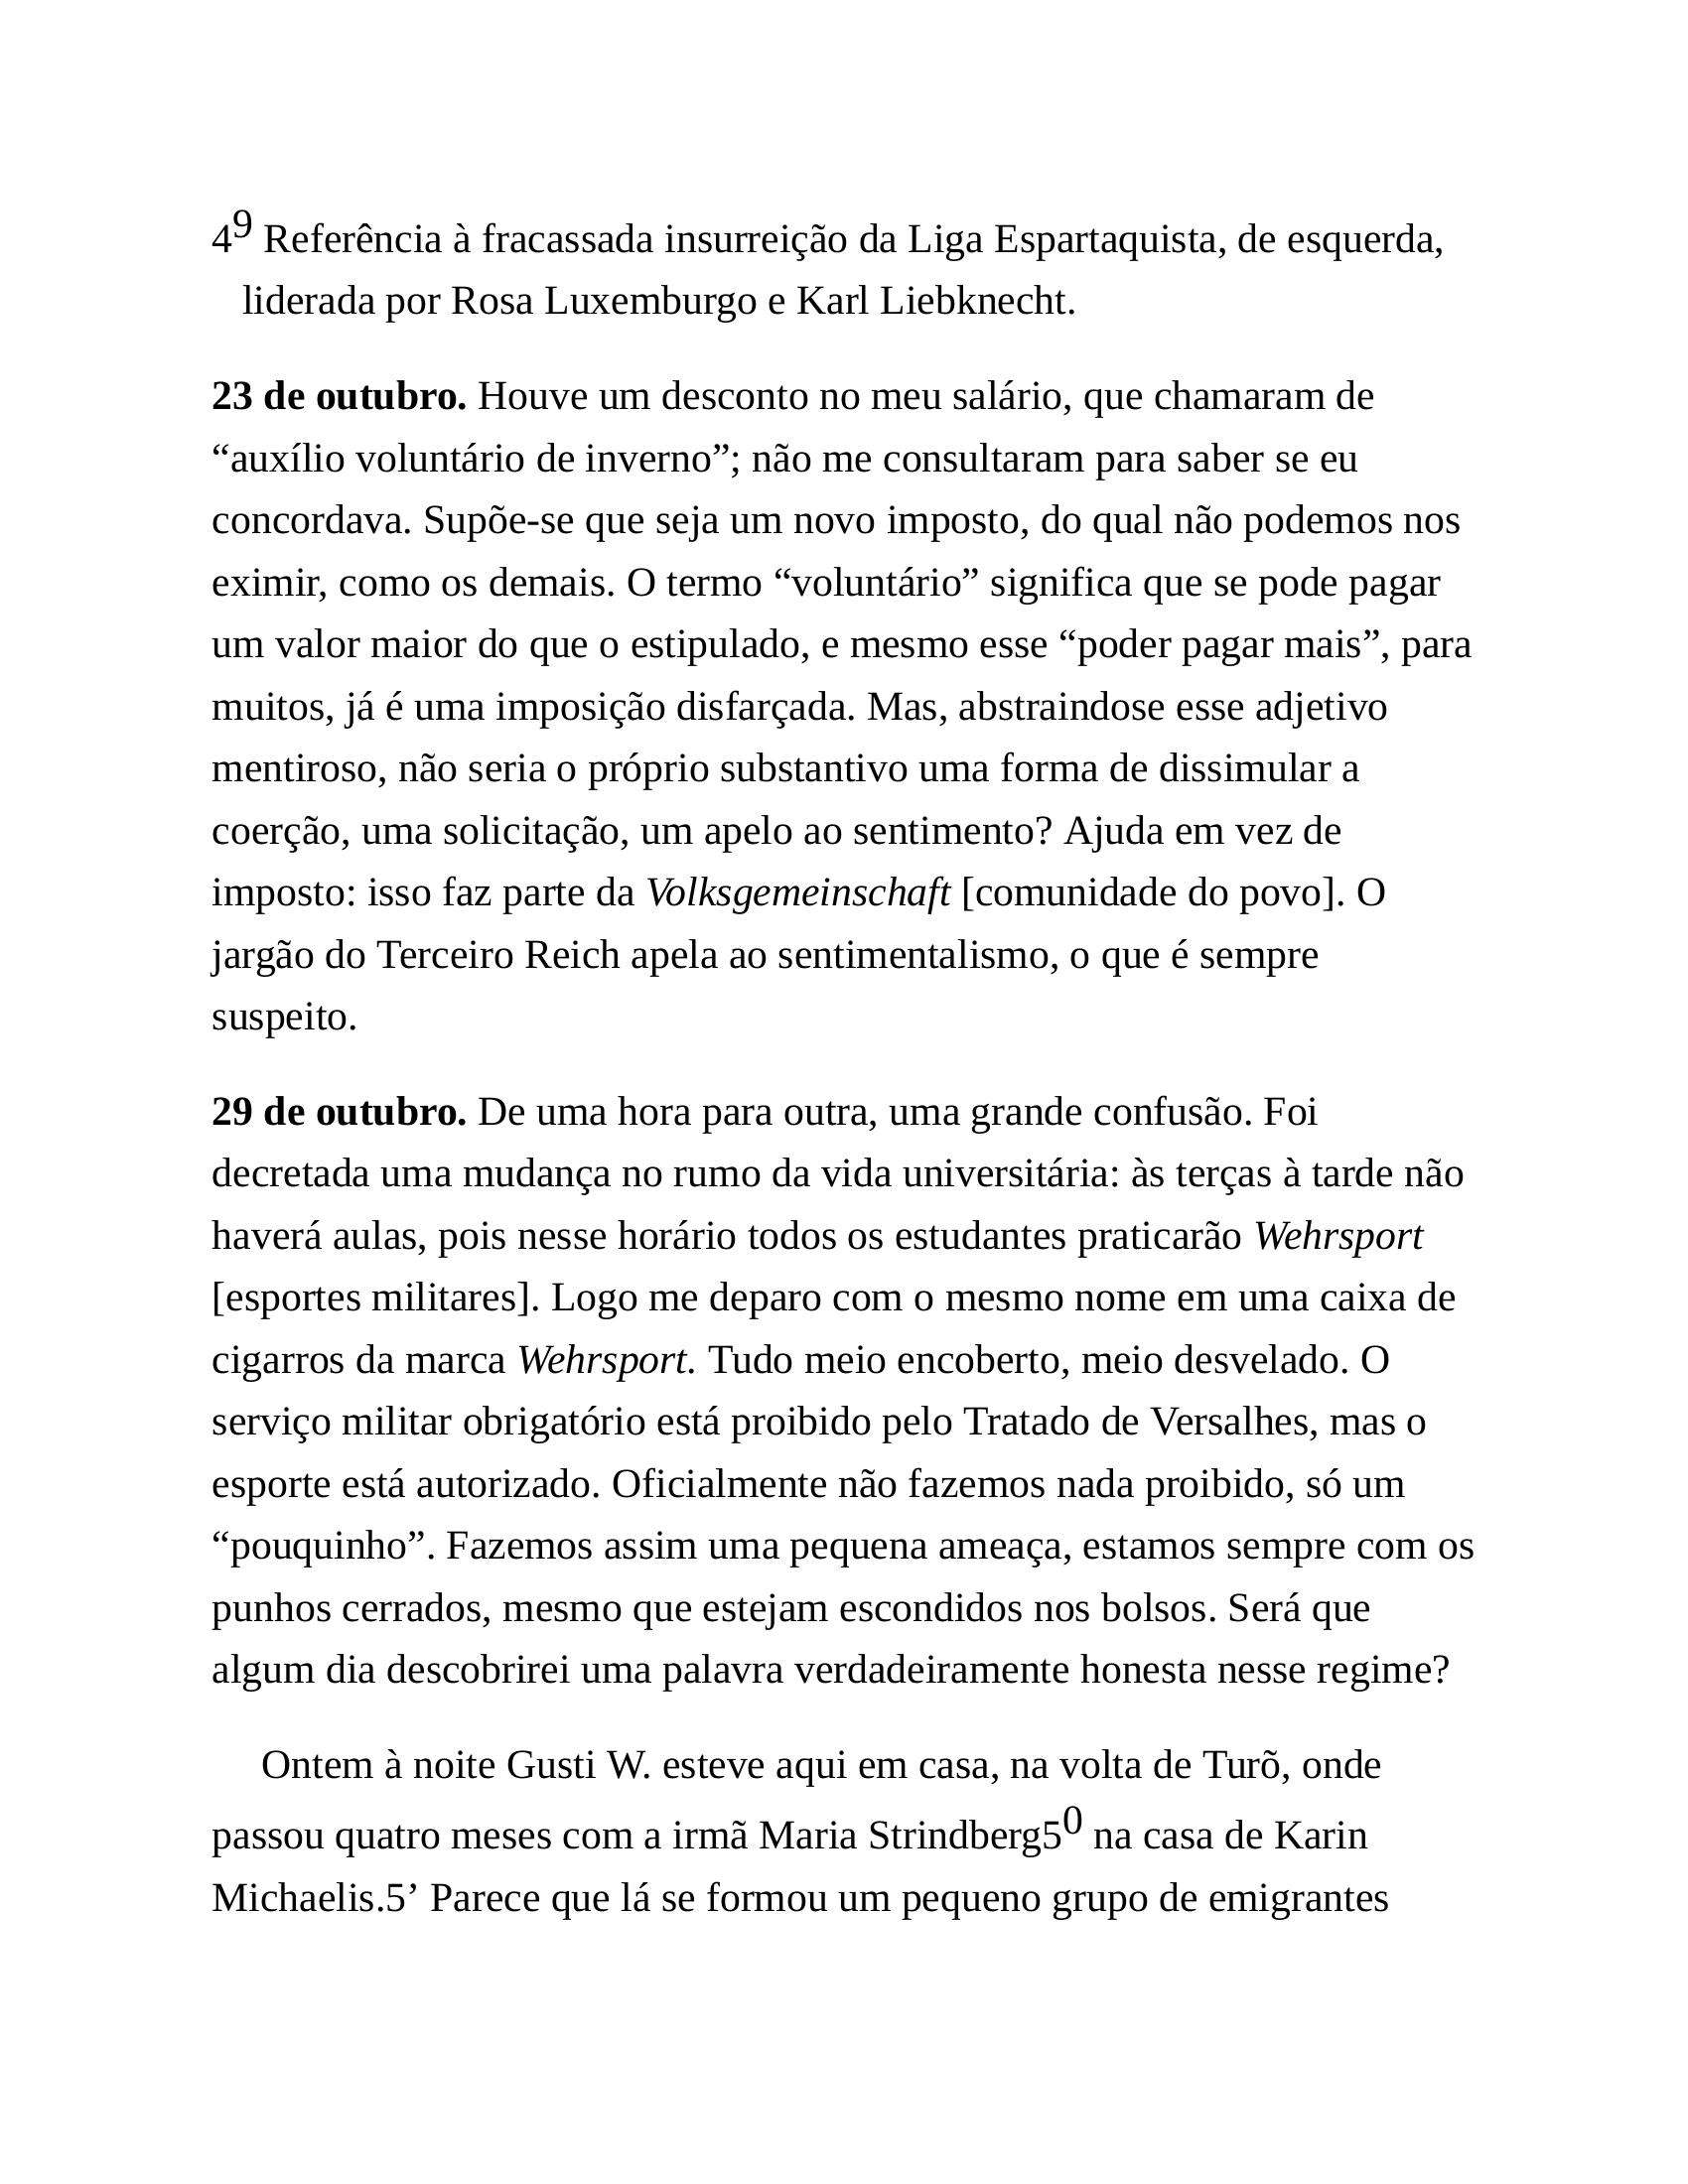 49 Referência à fracassada insurreição da Liga Espartaquista, de esquerda,
liderada por Rosa Luxemburgo e Karl Liebknecht.
23 de outubro. Houve um desconto no meu salário, que chamaram de
“auxílio voluntário de inverno”; não me consultaram para saber se eu
concordava. Supõe-se que seja um novo imposto, do qual não podemos nos
eximir, como os demais. O termo “voluntário” significa que se pode pagar
um valor maior do que o estipulado, e mesmo esse “poder pagar mais”, para
muitos, já é uma imposição disfarçada. Mas, abstraindose esse adjetivo
mentiroso, não seria o próprio substantivo uma forma de dissimular a
coerção, uma solicitação, um apelo ao sentimento? Ajuda em vez de
imposto: isso faz parte da Volksgemeinschaft [comunidade do povo]. O
jargão do Terceiro Reich apela ao sentimentalismo, o que é sempre
suspeito.
29 de outubro. De uma hora para outra, uma grande confusão. Foi
decretada uma mudança no rumo da vida universitária: às terças à tarde não
haverá aulas, pois nesse horário todos os estudantes praticarão Wehrsport
[esportes militares]. Logo me deparo com o mesmo nome em uma caixa de
cigarros da marca Wehrsport. Tudo meio encoberto, meio desvelado. O
serviço militar obrigatório está proibido pelo Tratado de Versalhes, mas o
esporte está autorizado. Oficialmente não fazemos nada proibido, só um
“pouquinho”. Fazemos assim uma pequena ameaça, estamos sempre com os
punhos cerrados, mesmo que estejam escondidos nos bolsos. Será que
algum dia descobrirei uma palavra verdadeiramente honesta nesse regime?
Ontem à noite Gusti W. esteve aqui em casa, na volta de Turõ, onde
passou quatro meses com a irmã Maria Strindberg50 na casa de Karin
Michaelis.5’ Parece que lá se formou um pequeno grupo de emigrantes